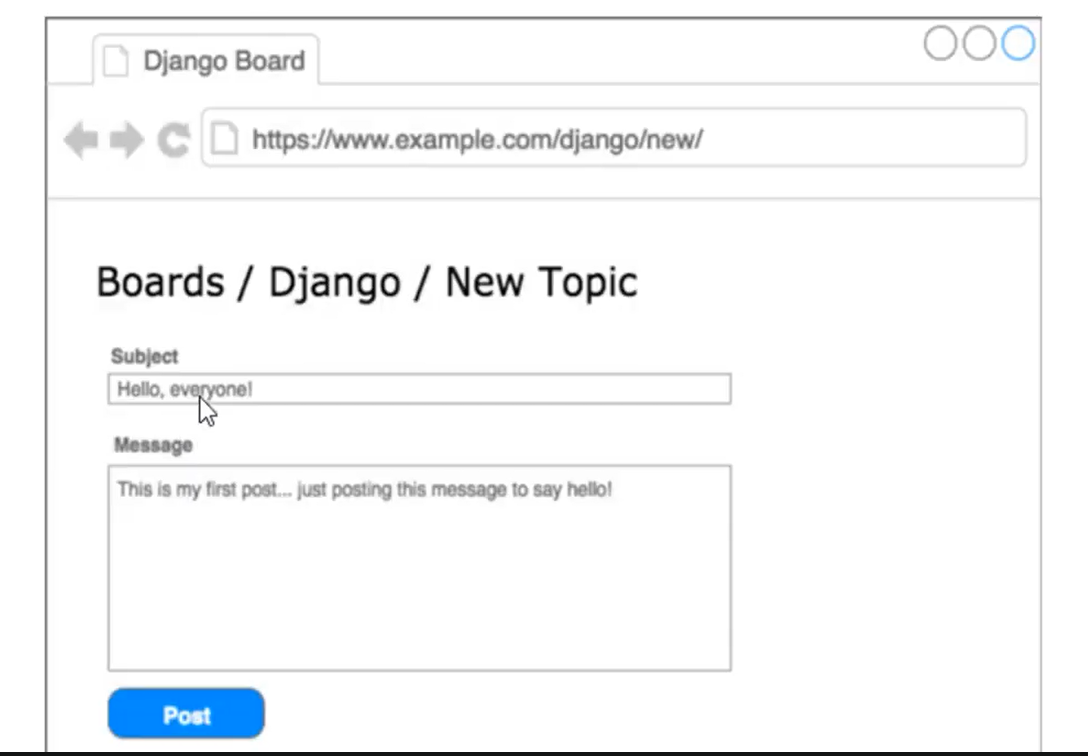 Django Board
https://www.example.com/django/new/
Boards / Django / New Topic
Subject
Hello, everyone!
Message
This is my first post... just posting this message to say hello!
Post